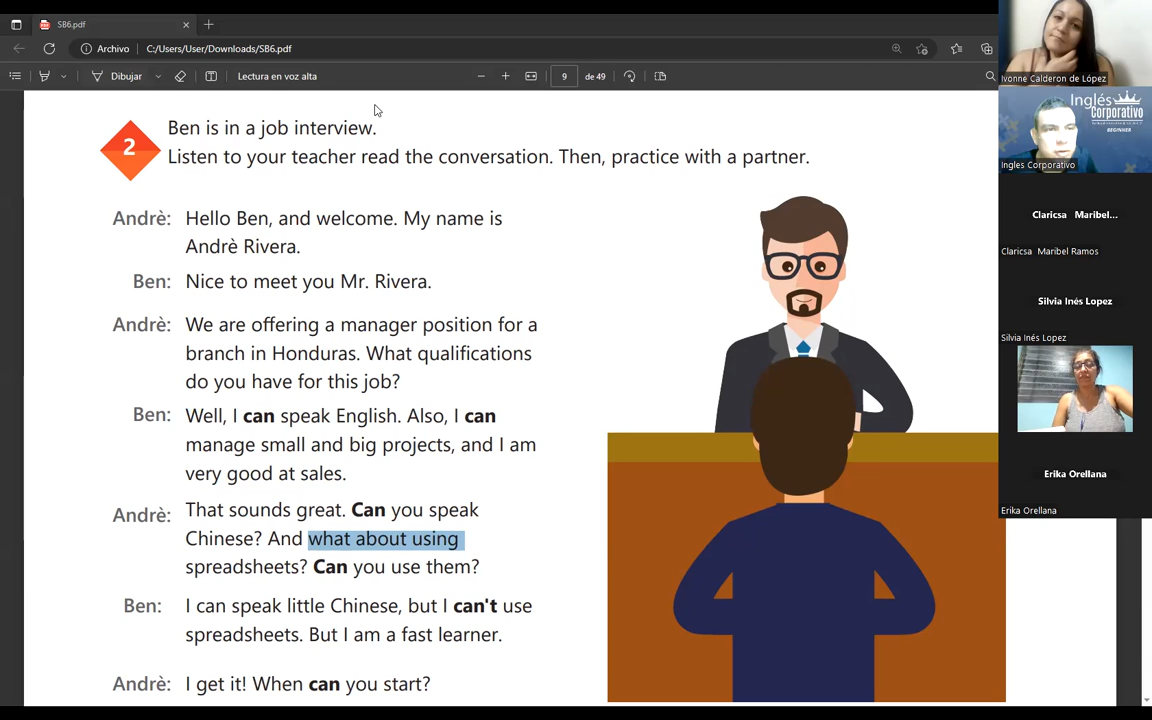 SB6.pdf
Archivo
C:/Users/User/Downloads/SB6.pdf
Dibujar
Lectura en voz alta
9
de 49
2
Ben is in a job interview.
Listen to your teacher read the conversation. Then, practice with a partner.
Andrè: Hello Ben, and welcome. My name is
Andrè Rivera.
Ben: Nice to meet you Mr. Rivera.
Andrè: We are offering a manager position for a
branch in Honduras. What qualifications
do you have for this job?
Ben: Well, I can speak English. Also, I can
manage small and big projects, and I am
very good at sales.
Andrè: That sounds great. Can you speak
Chinese? And what about using
spreadsheets? Can you use them?
Ben: I can speak little Chinese, but I can't use
spreadsheets. But I am a fast learner.
Andrè: I get it! When can you start?
Ivonne Calderon de López
Inglés
Corporativo
BEGINNER
Ingles Corporativo
Claricsa Maribel...
Claricsa Maribel Ramos
Silvia Inés Lopez
Silvia Inés Lopez
Erika Orellana
Erika Orellana